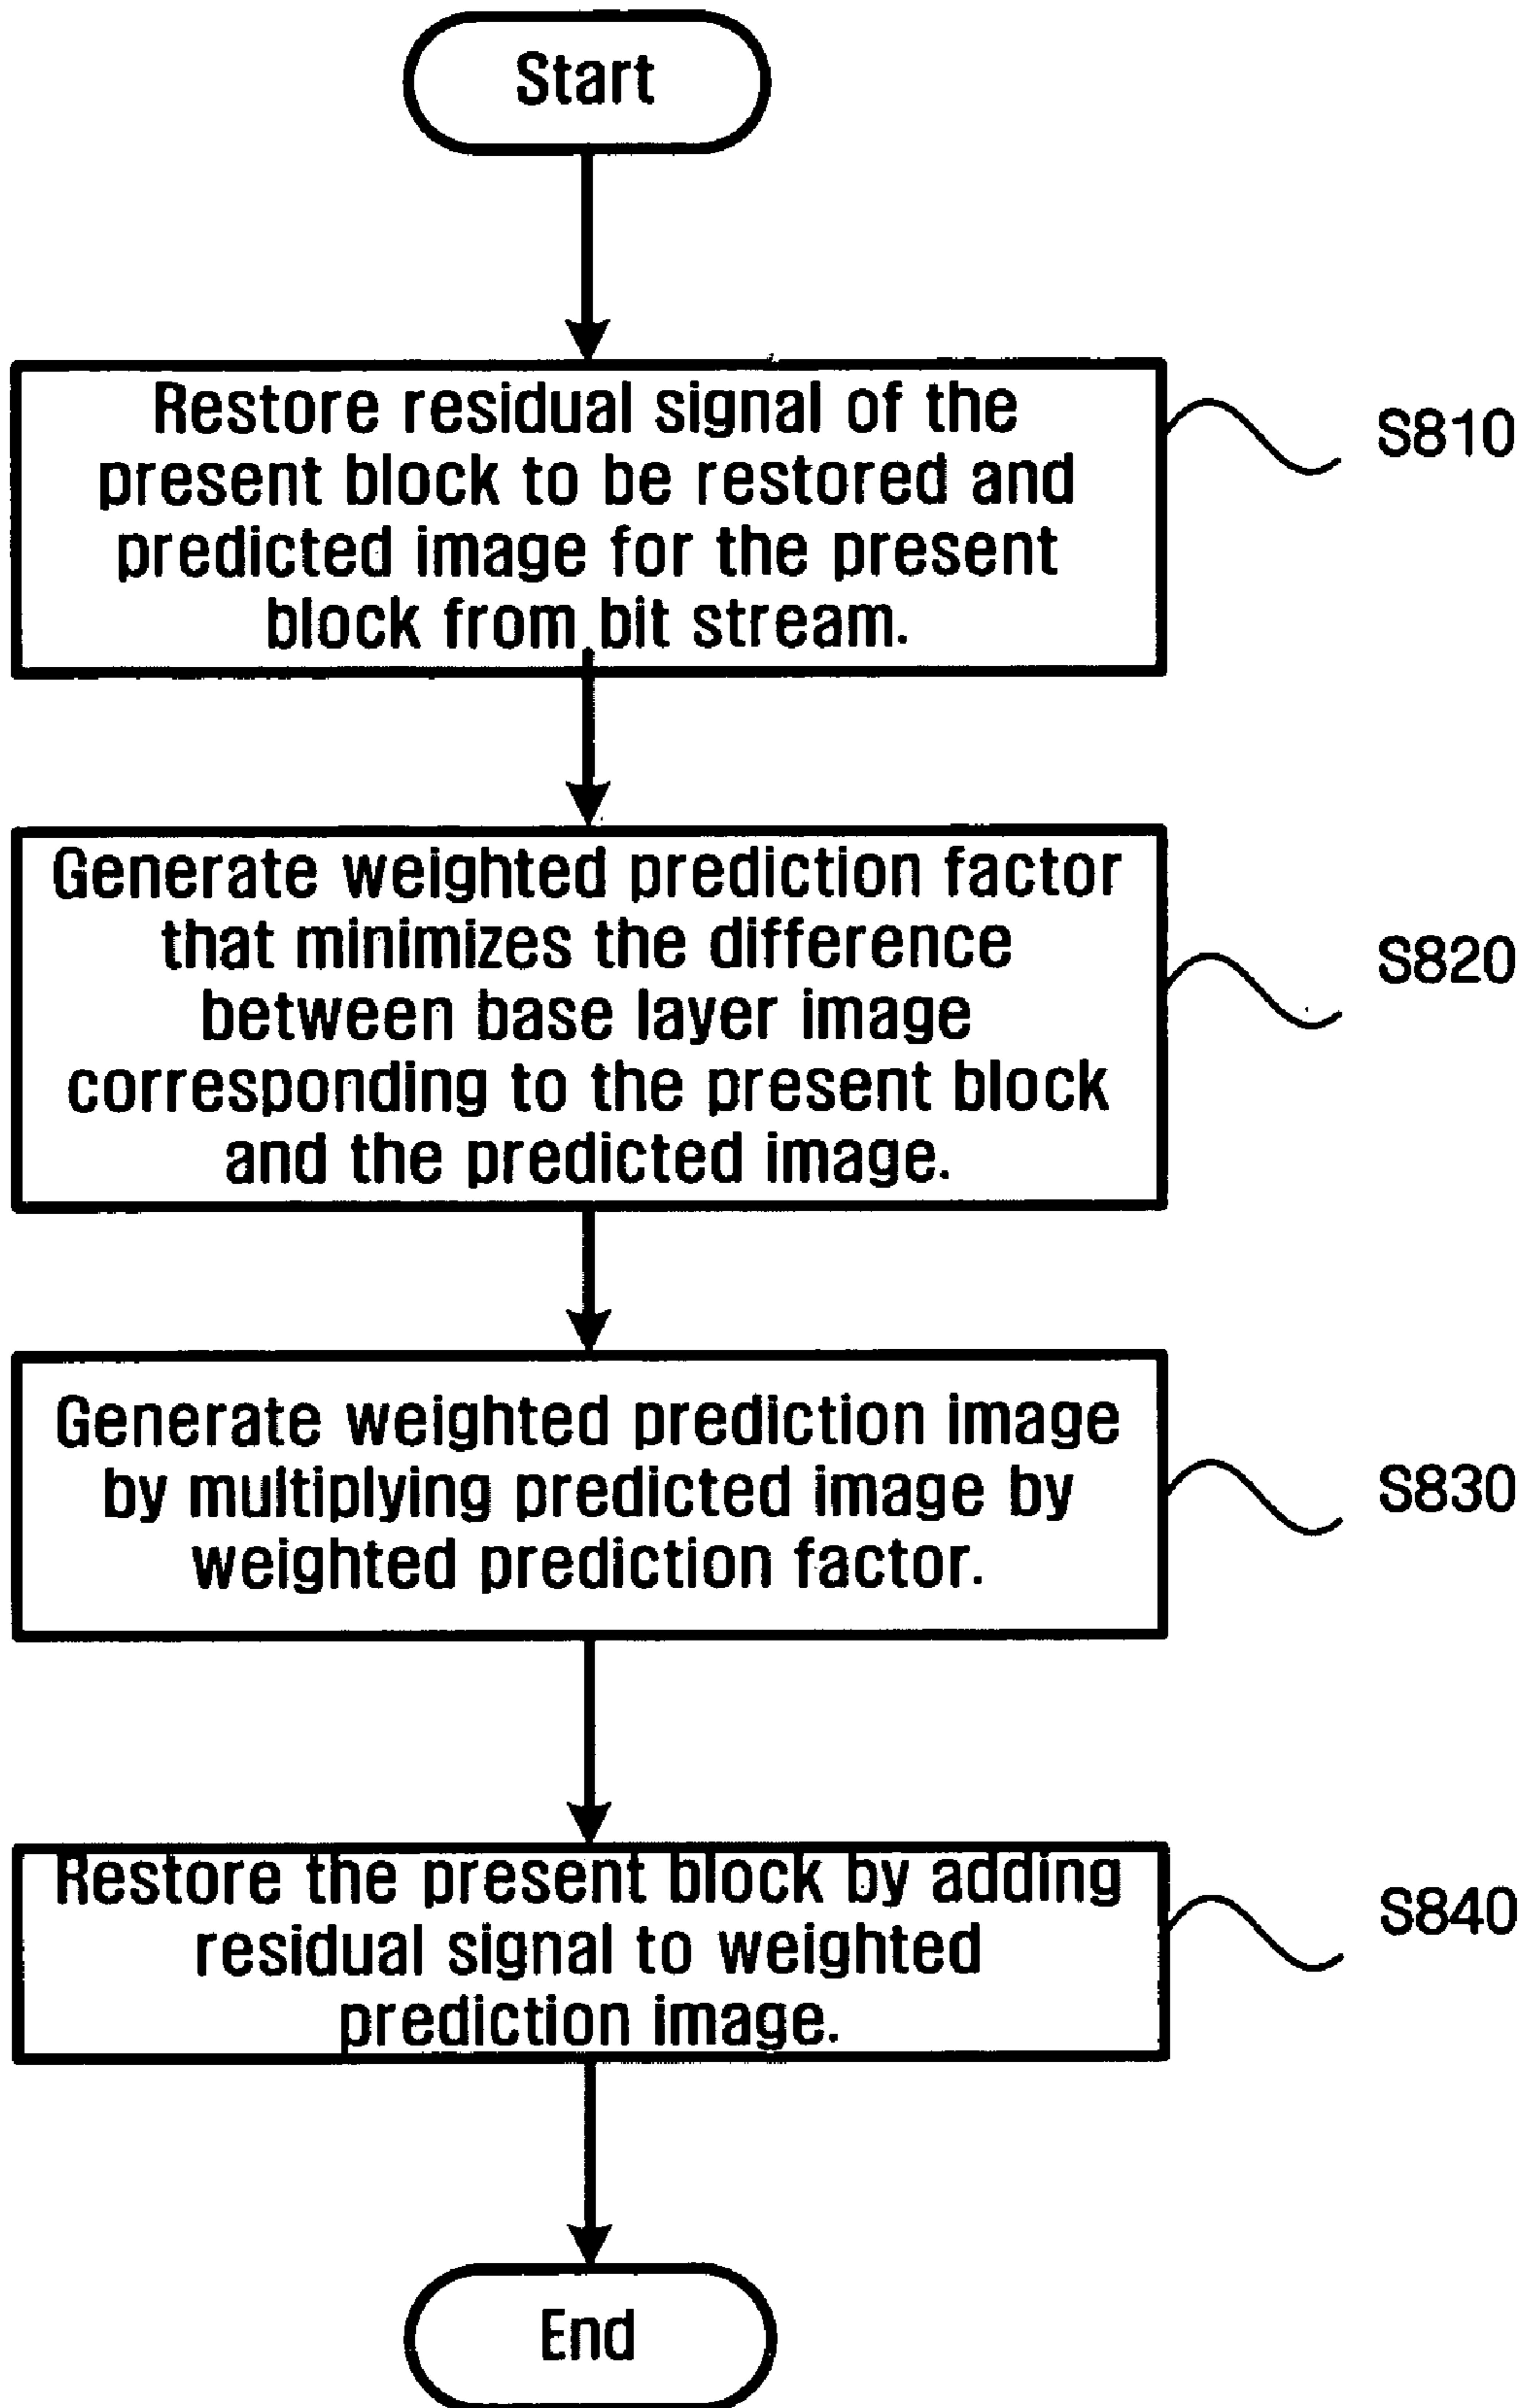 Start
Restore residual signal of the
present block to be restored and
predicted image for the present
block from bit stream.
S810
Generate weighted prediction factor
that minimizes the difference
between base layer image
corresponding to the present block
and the predicted image.
S820
Generate weighted prediction image
by multiplying predicted image by
weighted prediction factor.
S830
Restore the present block by adding
residual signal to weighted
prediction image.
S840
End